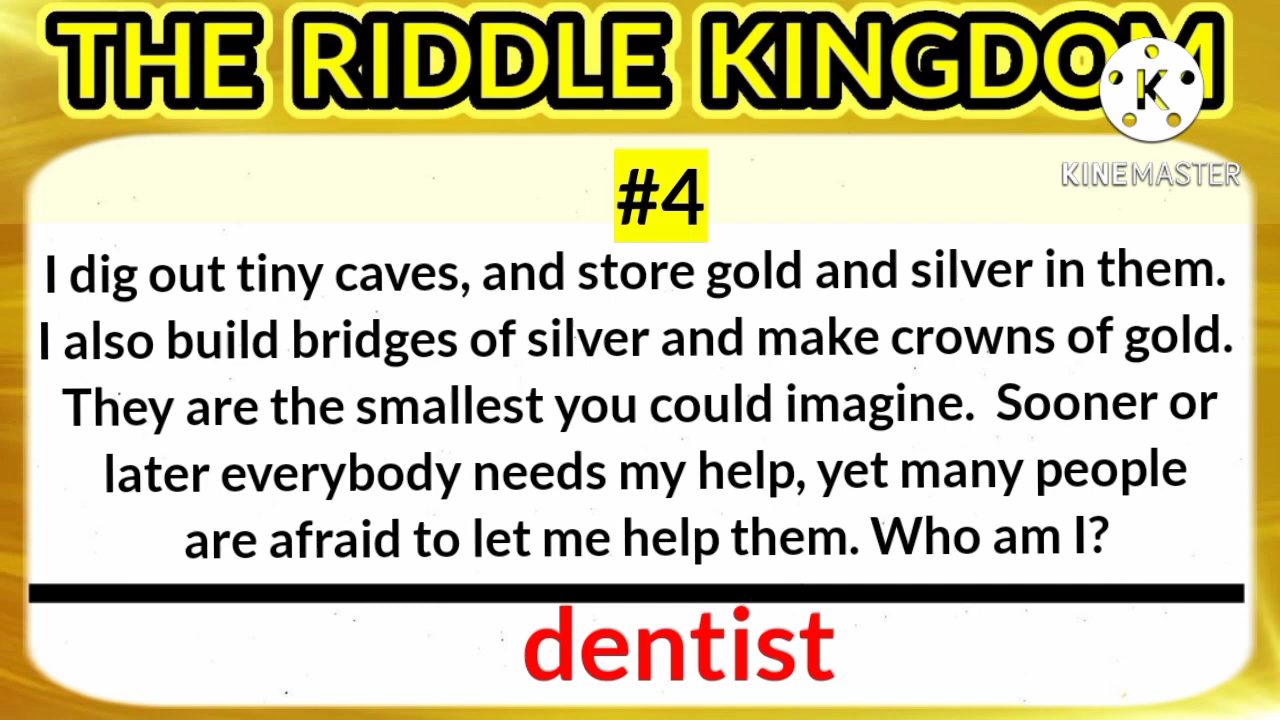 THE RIDDLE KINGDOM
K
KINEMASTER
#4
I dig out tiny caves, and store gold and silver in them.
I also build bridges of silver and make crowns of gold.
They are the smallest you could imagine. Sooner or
later everybody needs my help, yet many people
are afraid to let me help them. Who am I?
dentist